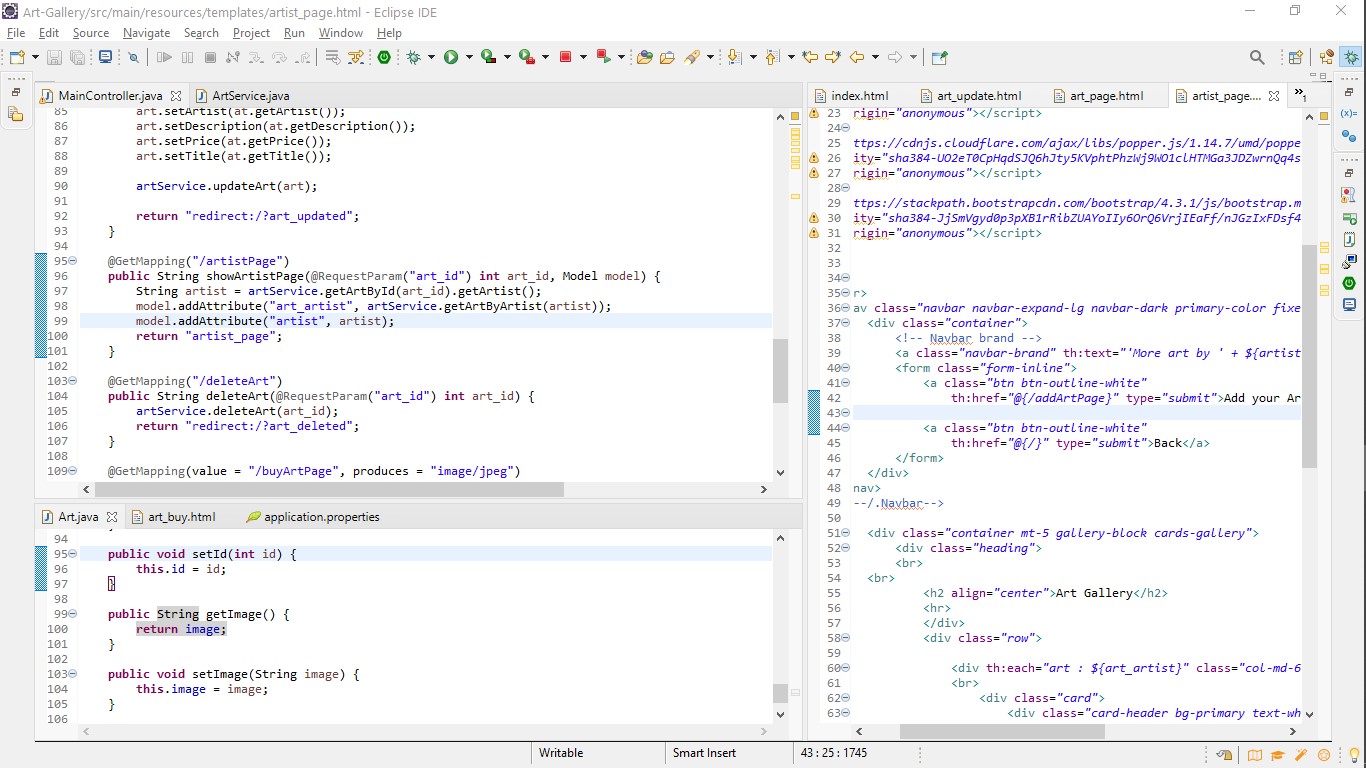 Art-Gallery/src/main/resources/templates/artist_page.html - Eclipse IDE
File Edit Source Navigate Search Project Run Window Help
MainController.java ArtService.java
85 art.setArtist(at.getArtist());
86 art.setDescription(at.getDescription());
87 art.setPrice(at.getPrice());
88 art.setTitle(at.getTitle());
89
90 artService.updateArt(art);
91
92 return "redirect:/?art_updated";
93 }
94
95 @GetMapping("/artistPage")
96 public String showArtistPage(@RequestParam("art_id") int art_id, Model model) {
97 String artist = artService.getArtById(art_id).getArtist();
98 model.addAttribute("art_artist", artService.getArtByArtist(artist));
99 model.addAttribute("artist", artist);
100 return "artist_page";
101 }
102
103 @GetMapping("/deleteArt")
104 public String deleteArt(@RequestParam("art_id") int art_id) {
105 artService.deleteArt(art_id);
106 return "redirect:/?art_deleted";
107 }
108
109 @GetMapping(value = "/buyArtPage", produces = "image/jpeg")
Art.java art_buy.html application.properties
94 }
95 public void setId(int id) {
96 this.id = id;
97 }
98
99 public String getImage() {
100 return image;
101 }
102
103 public void setImage(String image) {
104 this.image = image;
105 }
106
index.html art_update.html art_page.html artist_page.... »1
23 rigin="anonymous"></script>
24
25 ttps://cdnjs.cloudflare.com/ajax/libs/popper.js/1.14.7/umd/poppe
26 ity="sha384-UO2eT0CpHqdSJQ6hJty5KVphtPhzWj9WO1clHTMGa3JDZwrnQq4s
27 rigin="anonymous"></script>
28
29 ttps://stackpath.bootstrapcdn.com/bootstrap/4.3.1/js/bootstrap.m
30 ity="sha384-JjSmVgyd0p3pXB1rRibZUAYoIIy6OrQ6VrjIEaFf/nJGzIxFDsf4
31 rigin="anonymous"></script>
32
33
34
35 r>
36 av class="navbar navbar-expand-lg navbar-dark primary-color fixe
37 <div class="container">
38 <!-- Navbar brand -->
39 <a class="navbar-brand" th:text="'More art by ' + ${artist
40 <form class="form-inline">
41 <a class="btn btn-outline-white"
42 th:href="@{/addArtPage}" type="submit">Add your Ar
43
44 <a class="btn btn-outline-white"
45 th:href="@{/}" type="submit">Back</a>
46 </form>
47 </div>
48 nav>
49 --/.Navbar-->
50
51 <div class="container mt-5 gallery-block cards-gallery">
52 <div class="heading">
53 <br>
54 <br>
55 <h2 align="center">Art Gallery</h2>
56 <hr>
57 </div>
58 <div class="row">
59
60 <div th:each="art : ${art_artist}" class="col-md-6
61 <br>
62 <div class="card">
63 <div class="card-header bg-primary text-wh
Writable Smart Insert 43 : 25 : 1745